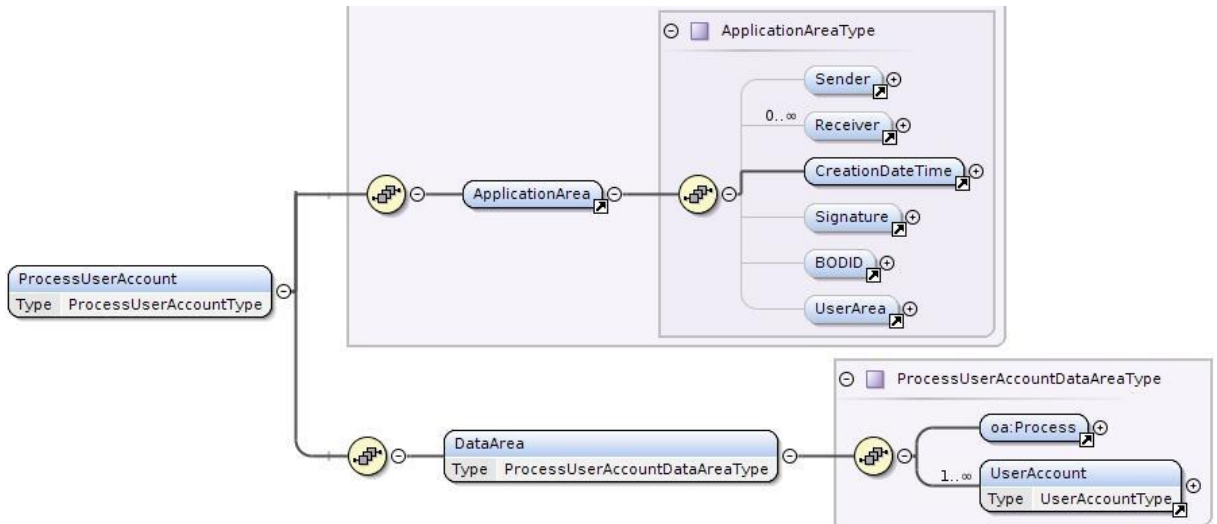 ApplicationAreaType
Sender
0..∞
Receiver
CreationDateTime
ApplicationArea
Signature
BODID
UserArea
ProcessUserAccount
Type ProcessUserAccountType
ProcessUserAccountDataAreaType
oa:Process
DataArea
Type ProcessUserAccountDataAreaType
1..∞
UserAccount
Type UserAccountType